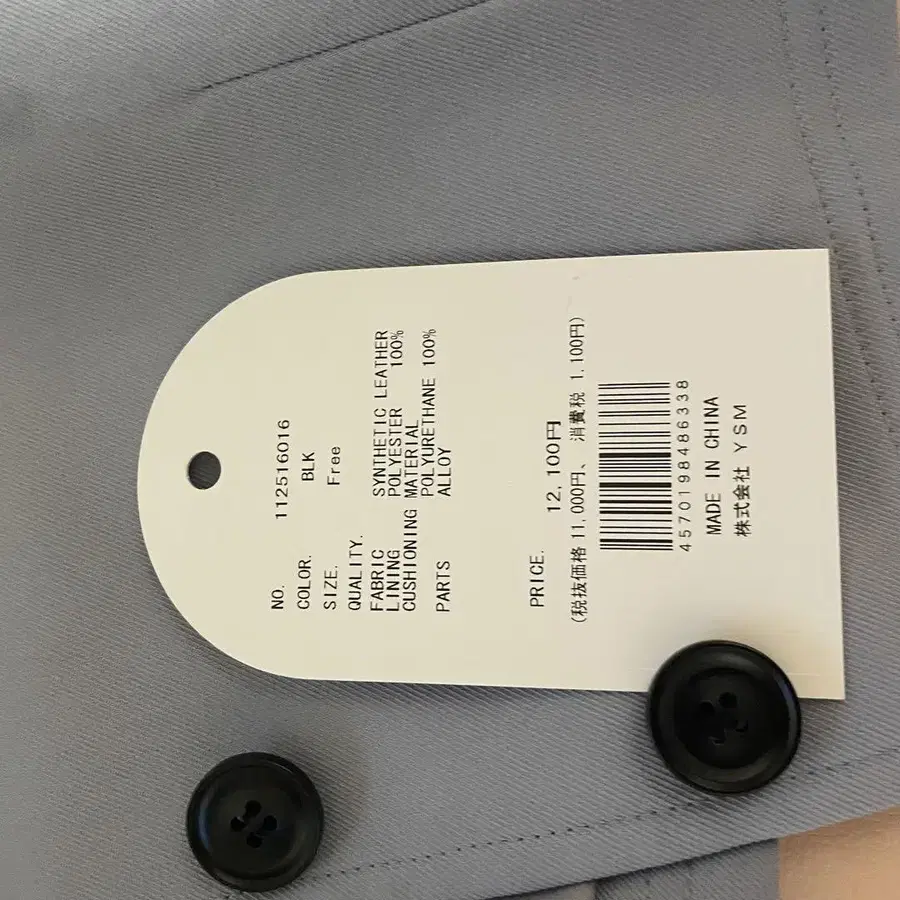 NO. 112516016
COLOR. BLK
SIZE. Free
QUALITY.
FABRIC SYNTHETIC LEATHER
LINING POLYESTER 100%
CUSHIONING MATERIAL
POLYURETHANE 100%
PARTS ALLOY
PRICE. 12,100円
(税抜価格 11,000円、 消費税 1,100円)
4570198486338
MADE IN CHINA
株式会社 YSM